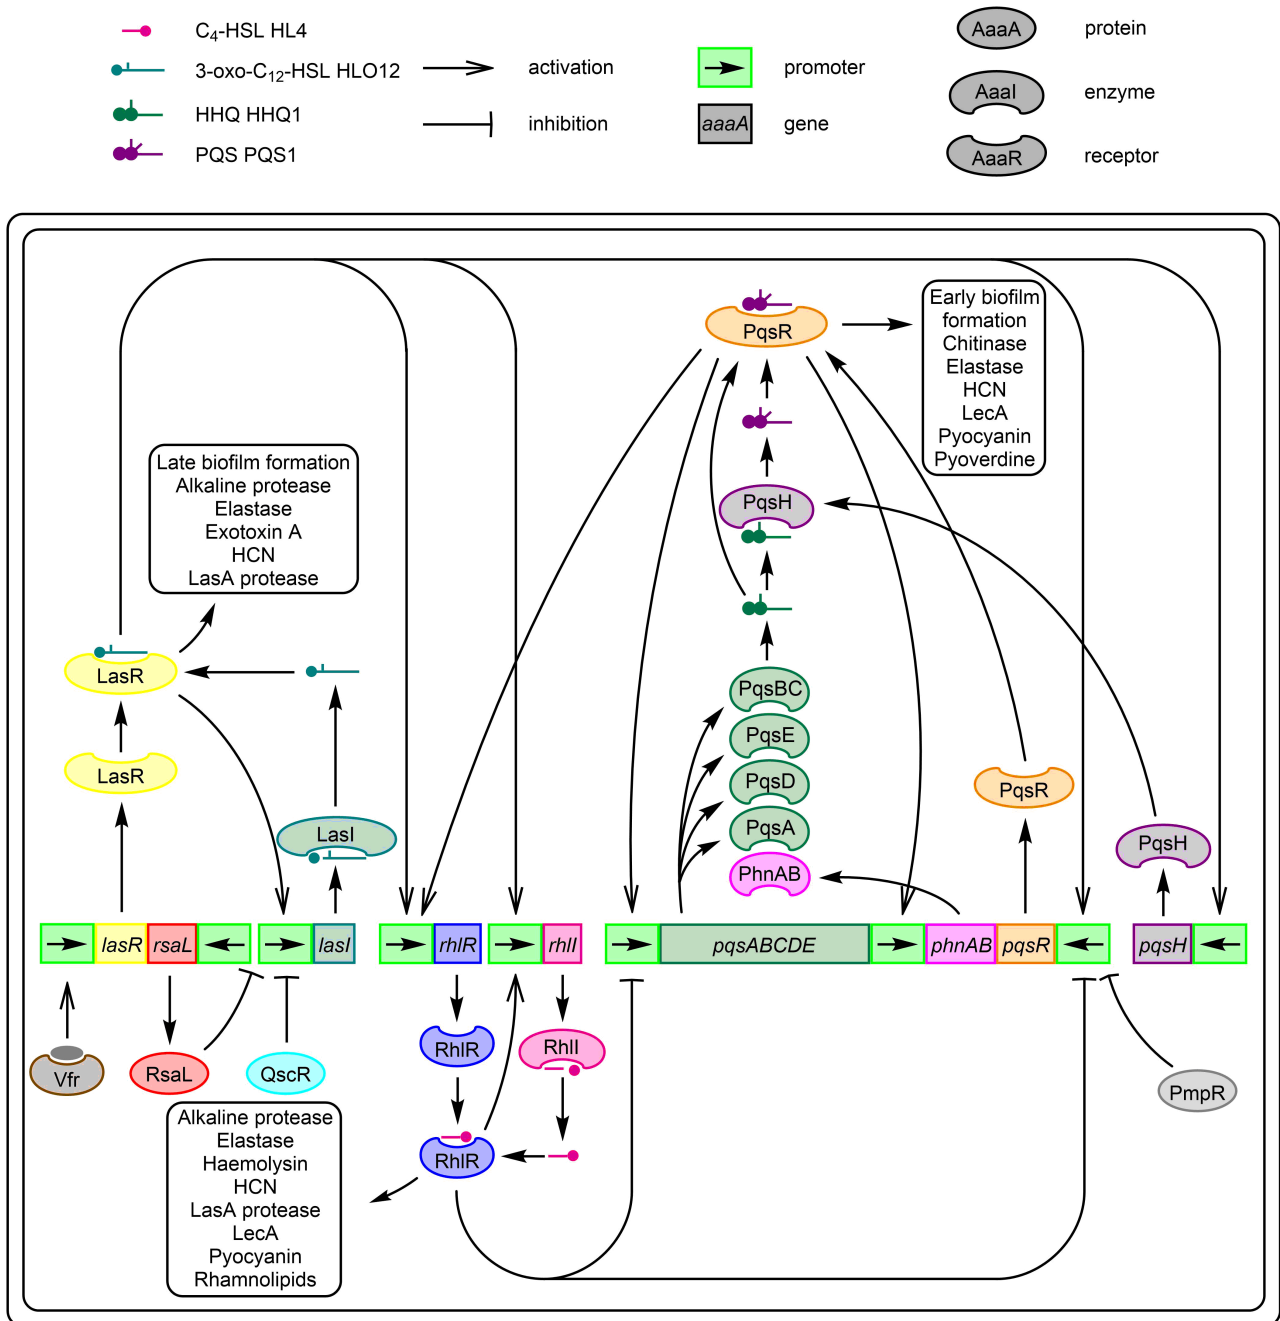 C4-HSL HL4
3-oxo-C12-HSL HLO12
HHQ HHQ1
PQS PQS1
activation
inhibition
promoter
aaaA
gene
AaaA
protein
AaaI
enzyme
AaaR
receptor
PqsR
Early biofilm
formation
Chitinase
Elastase
HCN
LecA
Pyocyanin
Pyoverdine
Late biofilm formation
Alkaline protease
Elastase
Exotoxin A
HCN
LasA protease
PqsH
LasR
LasR
LasI
PqsBC
PqsE
PqsD
PqsA
PhnAB
PqsR
PqsH
lasR
rsaL
lasI
rhlR
rhlI
pqsABCDE
phnAB
pqsR
pqsH
Vfr
RsaL
QscR
RhlR
RhlI
PmpR
RhlR
Alkaline protease
Elastase
Haemolysin
HCN
LasA protease
LecA
Pyocyanin
Rhamnolipids